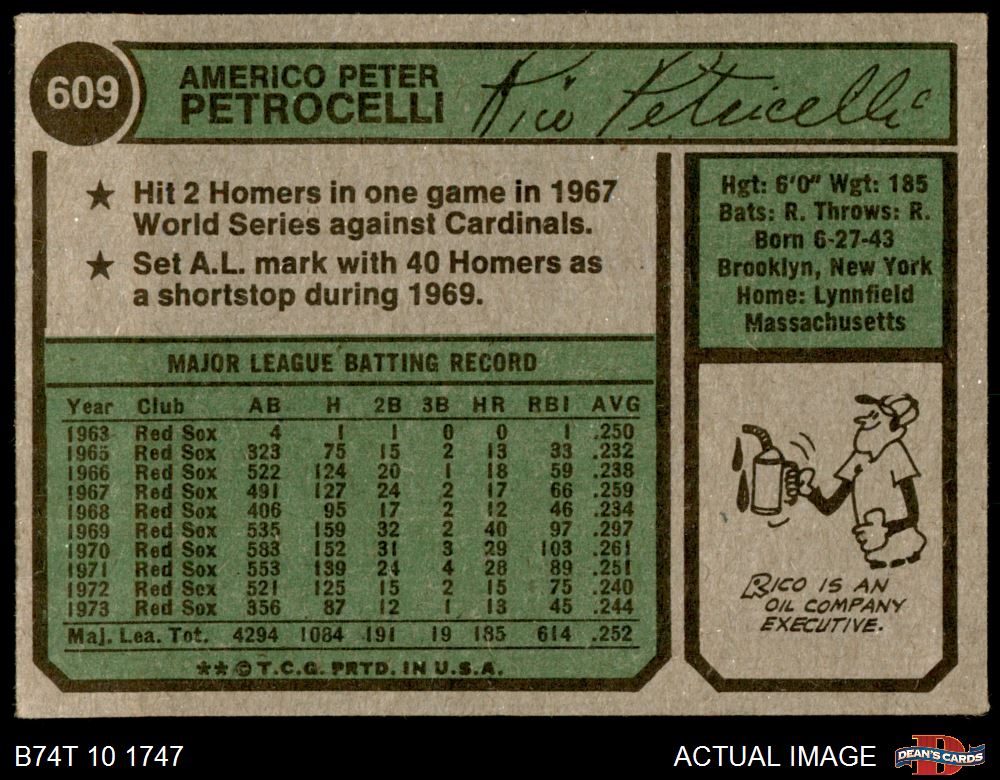 609
AMERICO PETER
PETROCELLI
Rico Petricelli
★ Hit 2 Homers in one game in 1967
World Series against Cardinals.
★ Set A.L. mark with 40 Homers as
a shortstop during 1969.
Hgt: 6'0" Wgt: 185
Bats: R. Throws: R.
Born 6-27-43
Brooklyn, New York
Home: Lynnfield
Massachusetts
MAJOR LEAGUE BATTING RECORD
Year Club AB H 2B 3B HR RBI AVG
1963 Red Sox 4 1 1 0 0 1 .250
1965 Red Sox 323 75 15 2 13 33 .232
1966 Red Sox 522 124 20 1 18 59 .238
1967 Red Sox 491 127 24 2 17 66 .259
1968 Red Sox 406 95 17 2 12 46 .234
1969 Red Sox 535 159 32 2 40 97 .297
1970 Red Sox 583 152 31 3 29 103 .261
1971 Red Sox 553 139 24 4 28 89 .251
1972 Red Sox 521 125 15 2 15 75 .240
1973 Red Sox 356 87 12 1 13 45 .244
Maj. Lea. Tot. 4294 1084 191 19 185 614 .252
**©T.C.G. PRTD. IN U.S.A.
RICO IS AN
OIL COMPANY
EXECUTIVE.
B74T 10 1747
ACTUAL IMAGE
DEAN'S CARDS